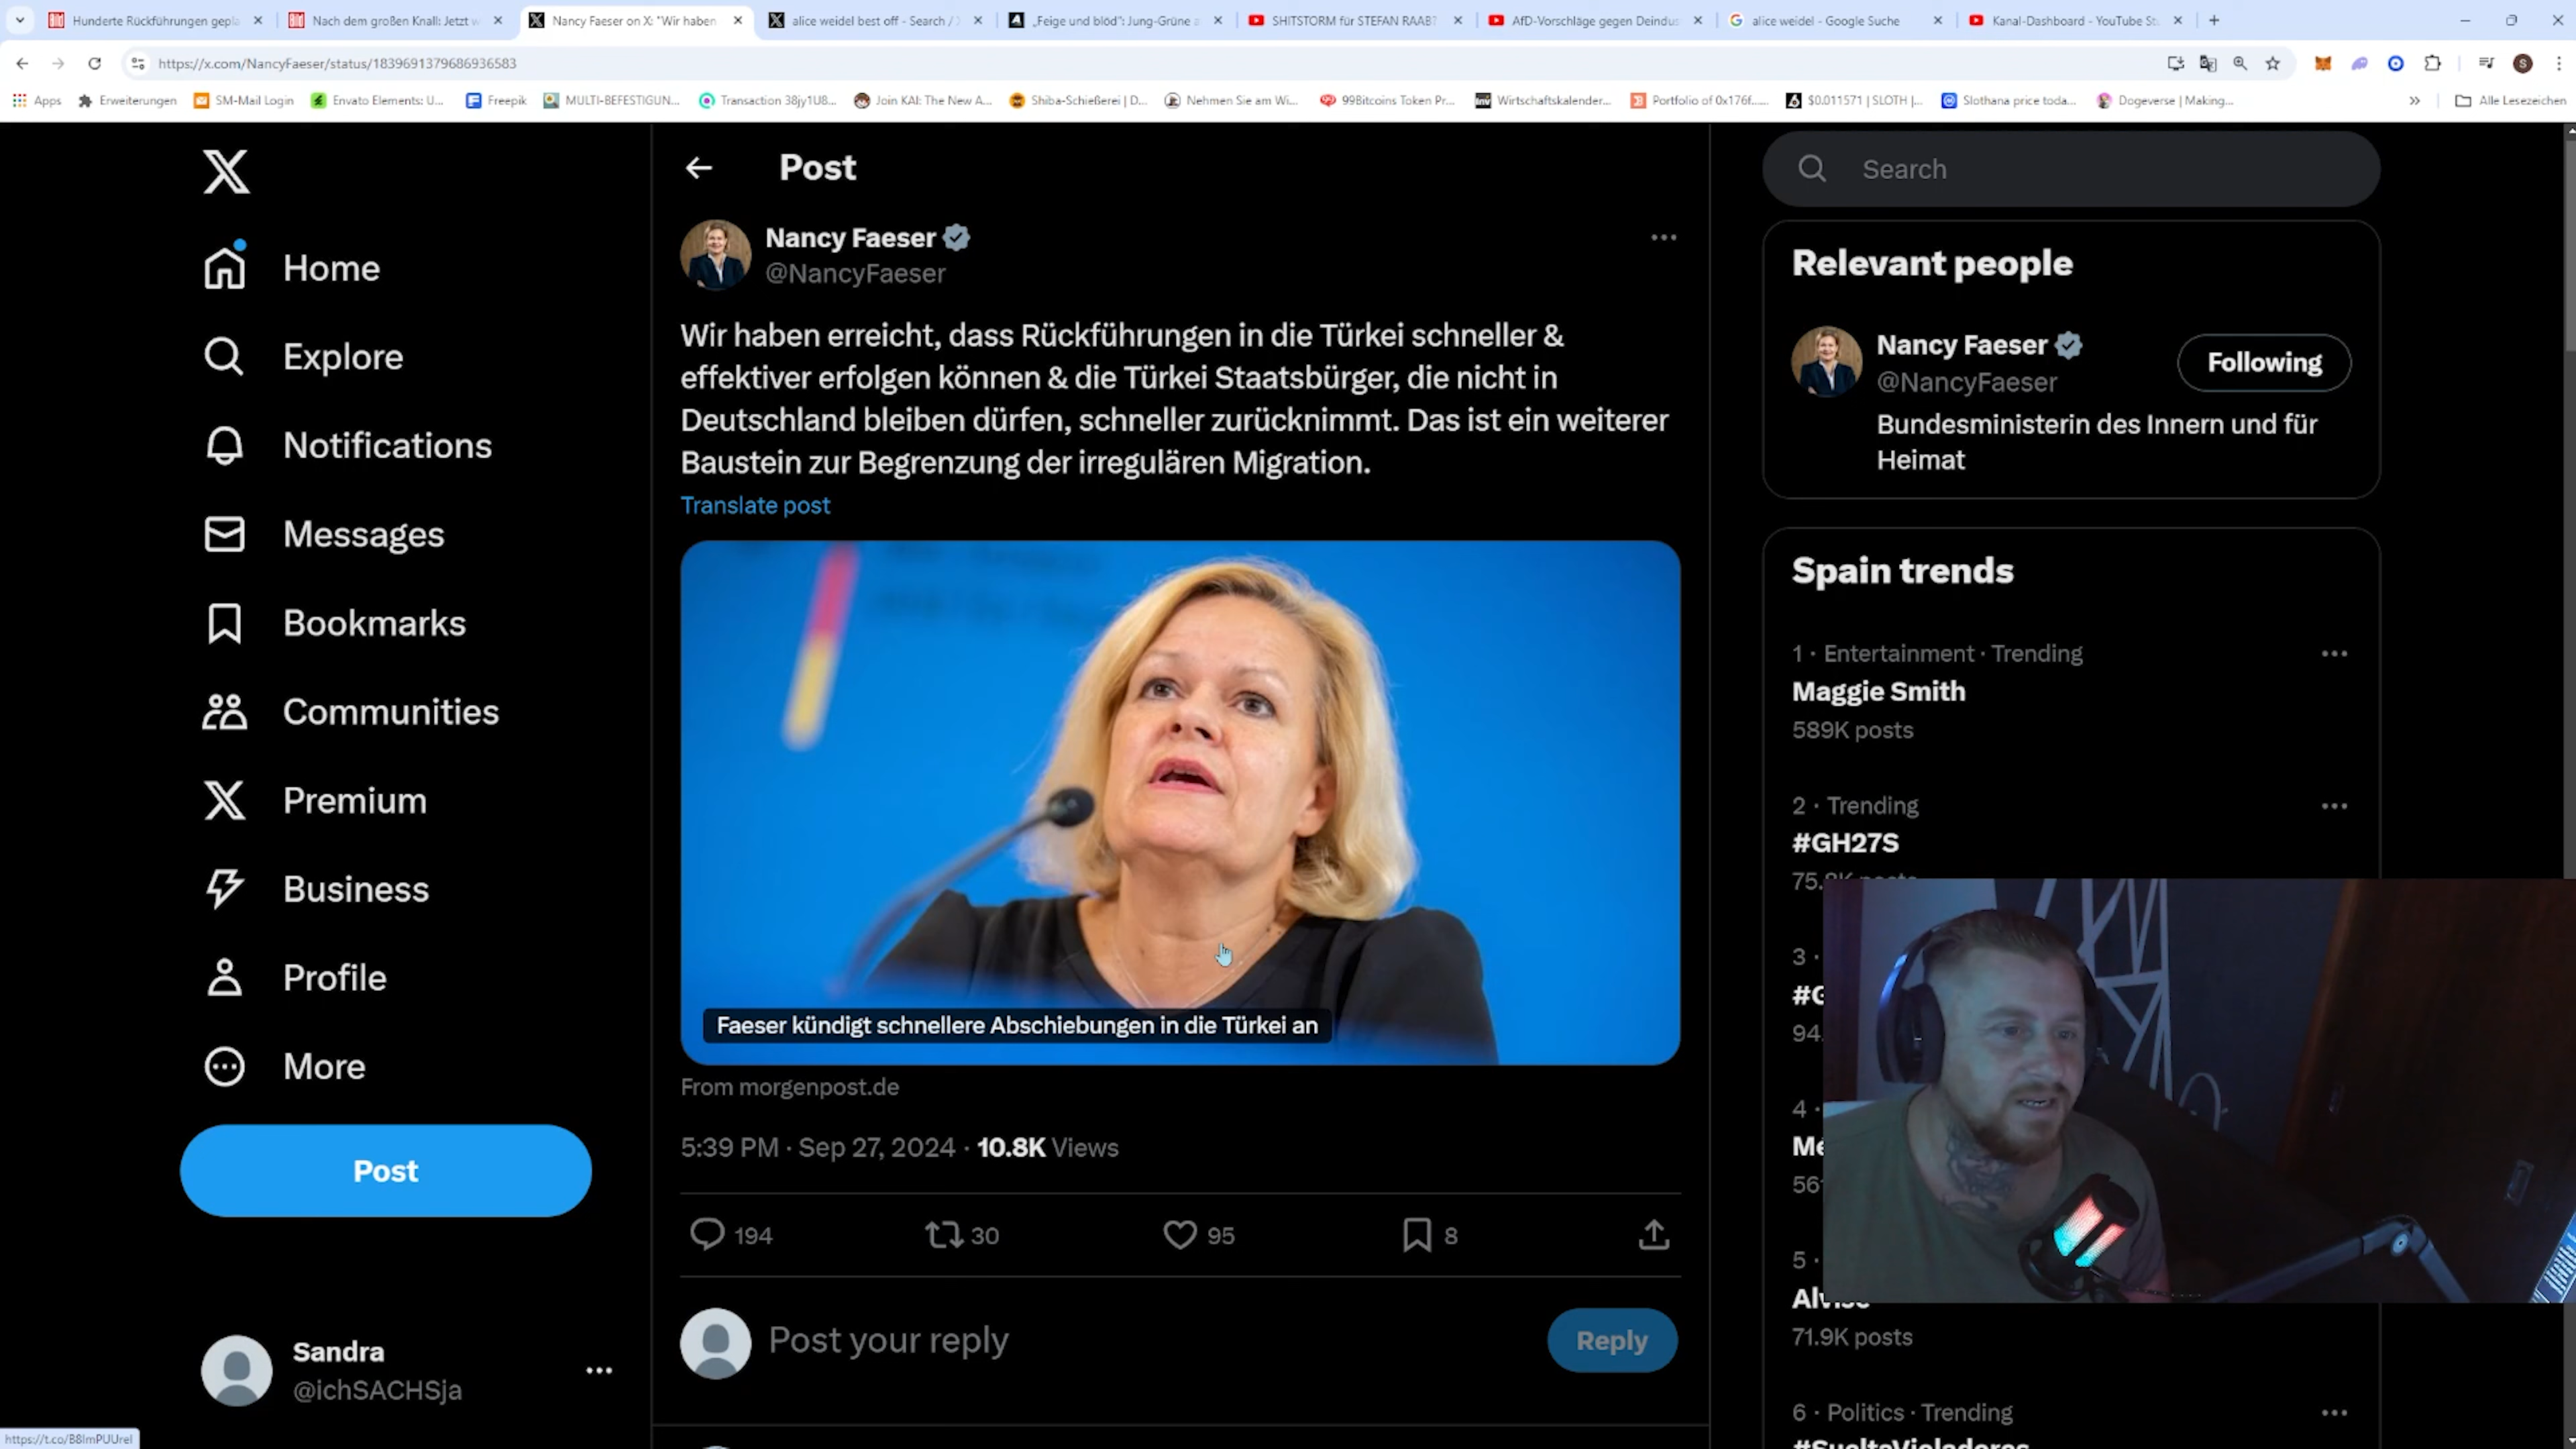 Hunderte Rückführungen gepla
Nach dem großen Knall: Jetzt w
Nancy Faeser on X: "Wir haben
alice weidel best off - Search /
„Feige und blöd": Jung-Grüne
SHITSTORM für STEFAN RAAB?
AfD-Vorschläge gegen Deindus
alice weidel - Google Suche
Kanal-Dashboard - YouTube St
https://x.com/NancyFaeser/status/1839691379686936583
Apps
Erweiterungen
SM-Mail Login
Envato Elements: U...
Freepik
MULTI-BEFESTIGUN...
Transaction 38jy1U8...
Join KAI: The New A...
Shiba-Schießerei | D...
Nehmen Sie am Wi...
99Bitcoins Token Pr...
Wirtschaftskalender...
Portfolio of 0x176f...
$0.011571 | SLOTH |...
Slothana price toda...
Dogeverse | Making...
Alle Lesezeichen
Home
Explore
Notifications
Messages
Bookmarks
Communities
Premium
Business
Profile
More
Post
Sandra
@ichSACHSja
https://t.co/B8lmPUUrel
Post
Nancy Faeser
@NancyFaeser
Wir haben erreicht, dass Rückführungen in die Türkei schneller &
effektiver erfolgen können & die Türkei Staatsbürger, die nicht in
Deutschland bleiben dürfen, schneller zurücknimmt. Das ist ein weiterer
Baustein zur Begrenzung der irregulären Migration.
Translate post
Faeser kündigt schnellere Abschiebungen in die Türkei an
From morgenpost.de
5:39 PM · Sep 27, 2024 · 10.8K Views
194
30
95
8
Post your reply
Reply
Search
Relevant people
Nancy Faeser
@NancyFaeser
Following
Bundesministerin des Innern und für
Heimat
Spain trends
1 · Entertainment · Trending
Maggie Smith
589K posts
2 · Trending
#GH27S
3 ·
4 ·
5 ·
71.9K posts
6 · Politics · Trending